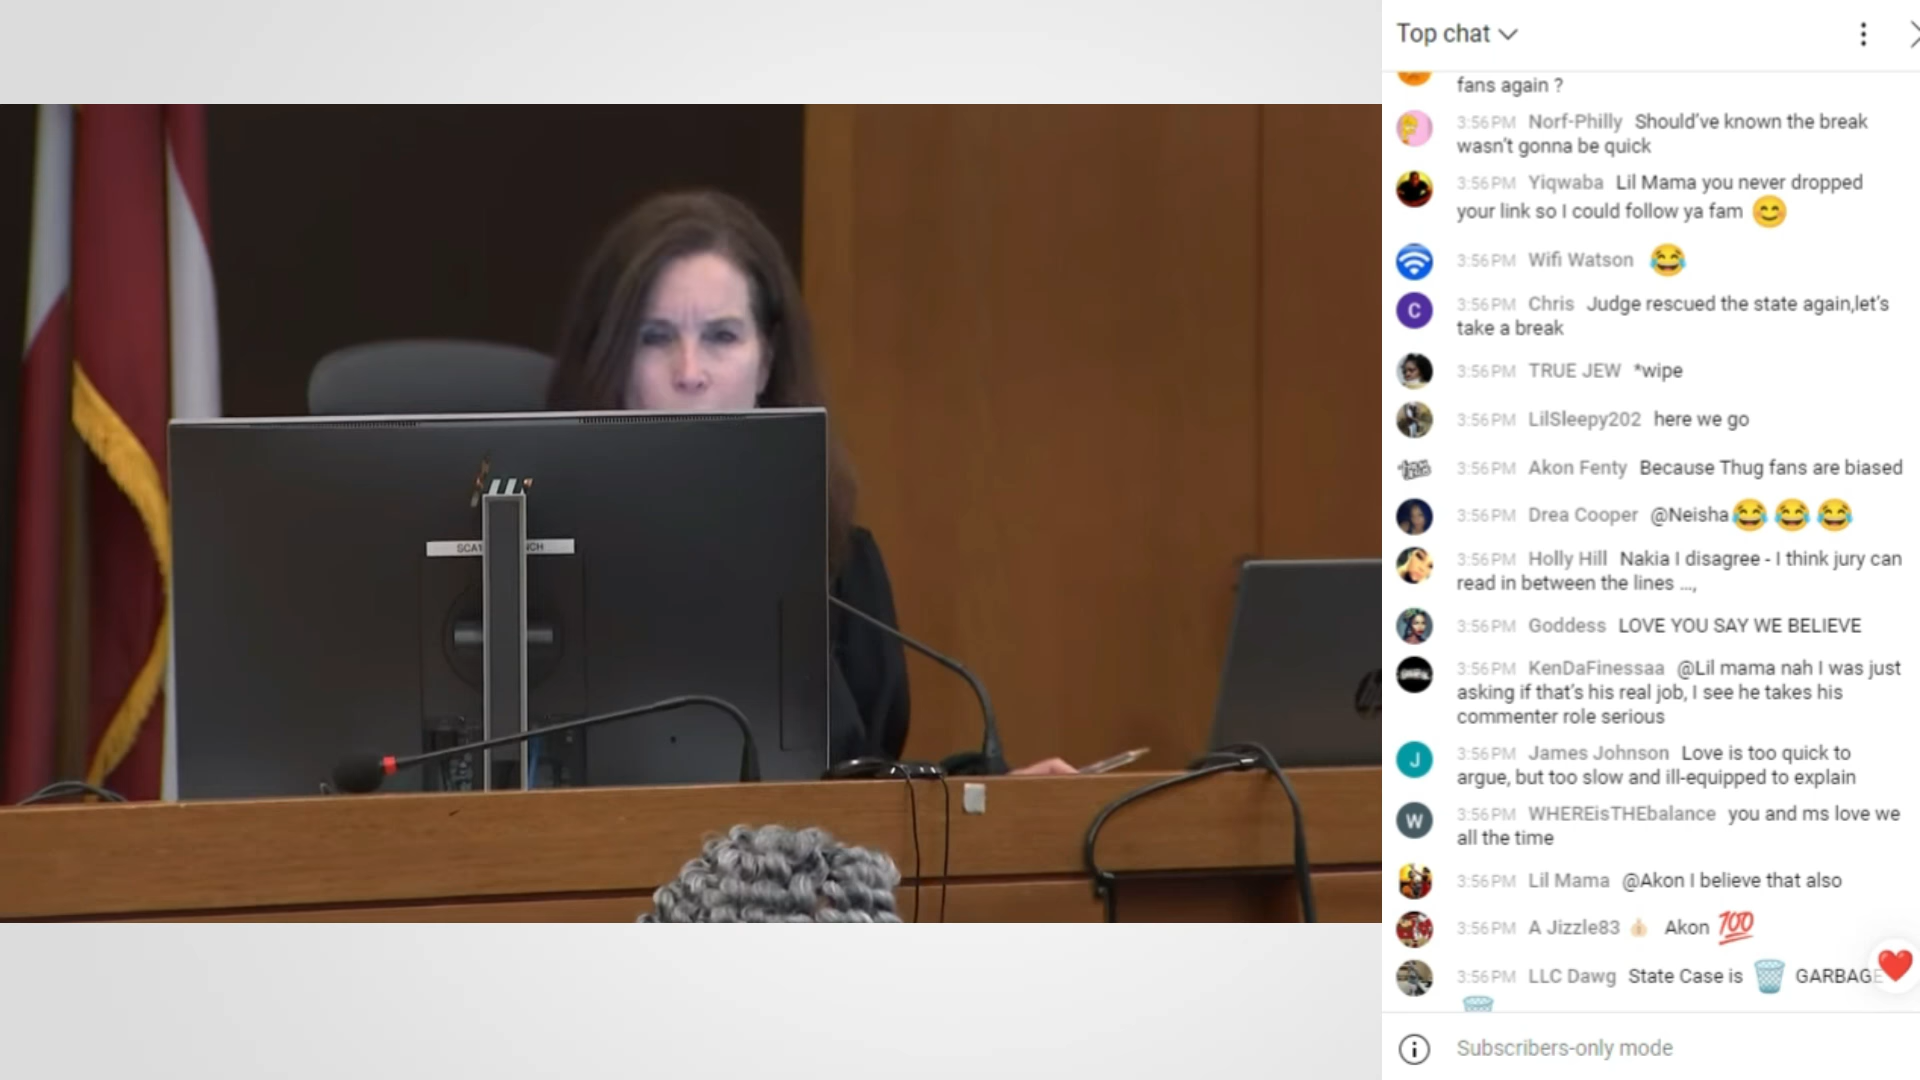 Top chat
fans again ?
3:56 PM Norf-Philly Should've known the break
wasn't gonna be quick
3:56 PM Yiqwaba Lil Mama you never dropped
your link so I could follow ya fam 😊
3:56 PM Wifi Watson 😂
C 3:56 PM Chris Judge rescued the state again,let's
take a break
3:56 PM TRUE JEW *wipe
3:56 PM LilSleepy202 here we go
3:56 PM Akon Fenty Because Thug fans are biased
3:56 PM Drea Cooper @Neisha 😂 😂 😂
3:56 PM Holly Hill Nakia I disagree - I think jury can
read in between the lines ...,
3:56 PM Goddess LOVE YOU SAY WE BELIEVE
3:56 PM KenDaFinessaa @Lil mama nah I was just
asking if that's his real job, I see he takes his
commenter role serious
J 3:56 PM James Johnson Love is too quick to
argue, but too slow and ill-equipped to explain
W 3:56 PM WHEREisTHEbalance you and ms love we
all the time
3:56 PM Lil Mama @Akon I believe that also
3:56 PM A Jizzle83 👍🏻 Akon 💯
3:56 PM LLC Dawg State Case is 🗑️ GARBAGE
🗑️
Subscribers-only mode